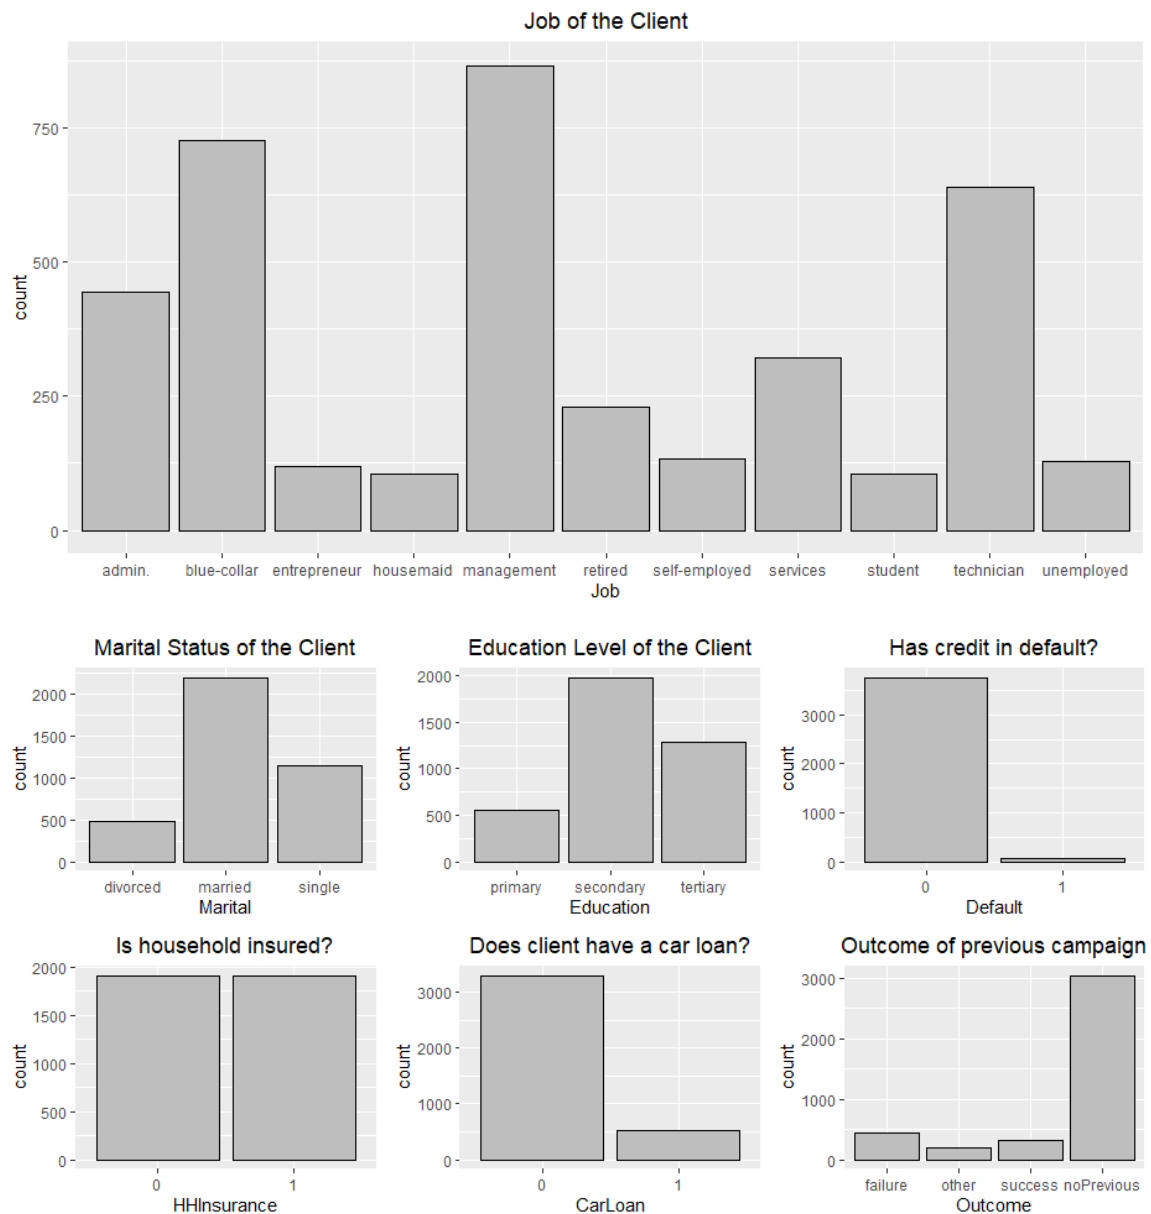 Job of the Client
count
750
500
250
0
admin. blue-collar entrepreneur housemaid management retired self-employed services student technician unemployed
Job
Marital Status of the Client
count
2000
1500
1000
500
0
divorced married single
Marital
Education Level of the Client
count
2000
1500
1000
500
0
primary secondary tertiary
Education
Has credit in default?
count
3000
2000
1000
0
0 1
Default
Is household insured?
count
2000
1500
1000
500
0
0 1
HHInsurance
Does client have a car loan?
count
3000
2000
1000
0
0 1
CarLoan
Outcome of previous campaign
count
3000
2000
1000
0
failure other success noPrevious
Outcome